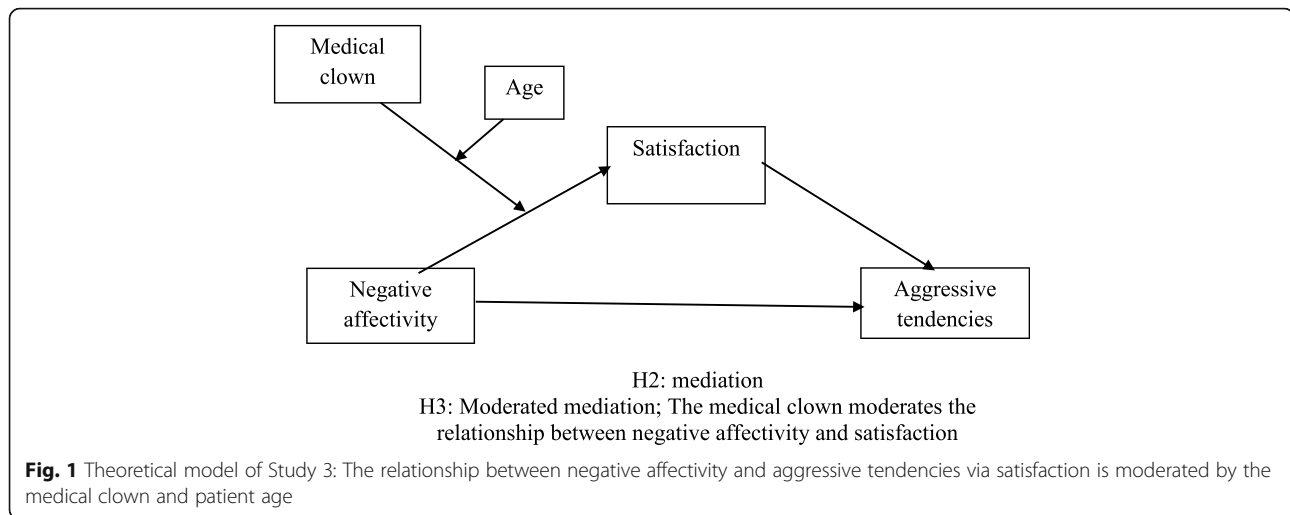 Medical
clown
Age
Satisfaction
Negative
affectivity
Aggressive
tendencies
H2: mediation
H3: Moderated mediation; The medical clown moderates the
relationship between negative affectivity and satisfaction
Fig. 1 Theoretical model of Study 3: The relationship between negative affectivity and aggressive tendencies via satisfaction is moderated by the
medical clown and patient age